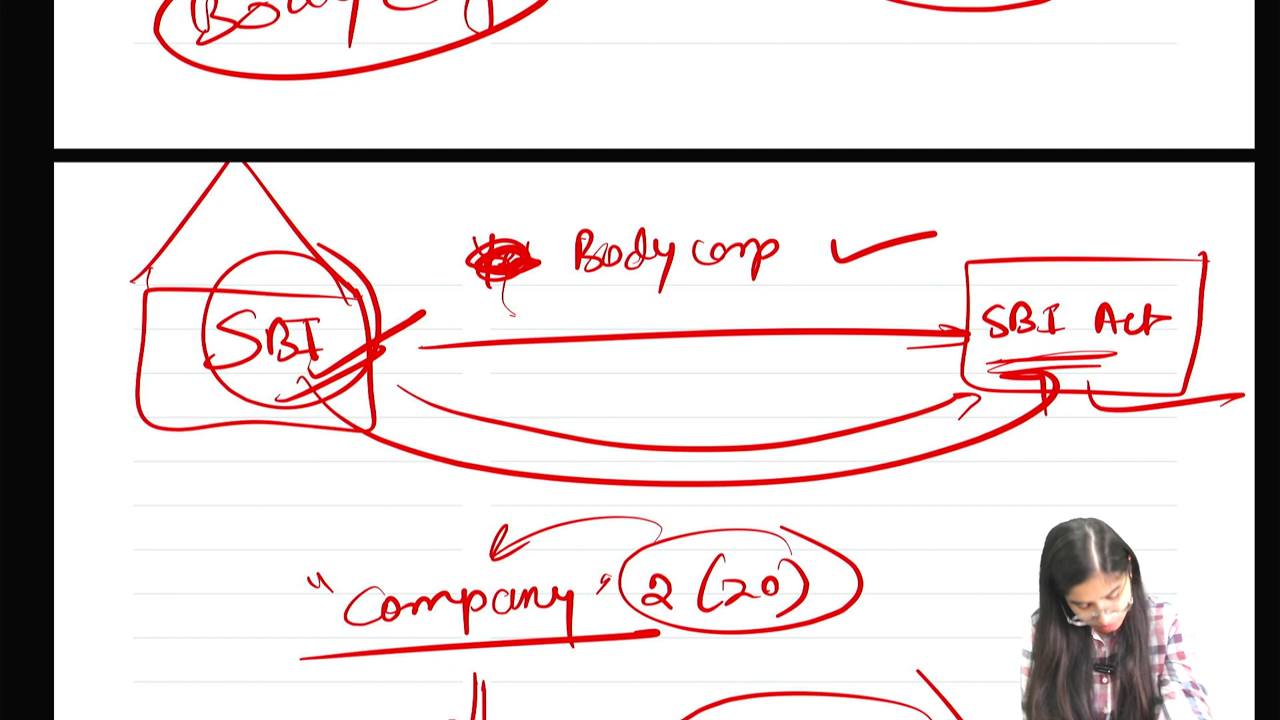 Body corp ✓
SBI
SBI Act
"Company" 2 (20)